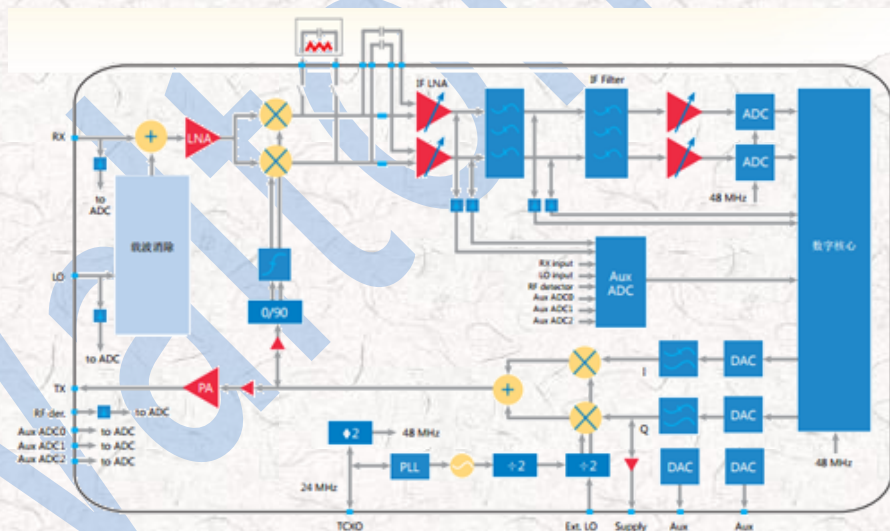 IF LNA
IF Filter
RX
LNA
ADC
to
ADC
载波消除
ADC
48 MHz
数字核心
LO
RX input
LO input
RF detector
Aux ADC0
Aux ADC1
Aux ADC2
Aux
ADC
0/90
to ADC
I
DAC
TX
PA
RF der.
to ADC
Q
DAC
Aux ADC0
to ADC
Aux ADC1
to ADC
Aux ADC2
to ADC
48 MHz
PLL
÷2
÷2
DAC
DAC
48 MHz
24 MHz
TCXO
Ext. LO
Supply
Aux
Aux